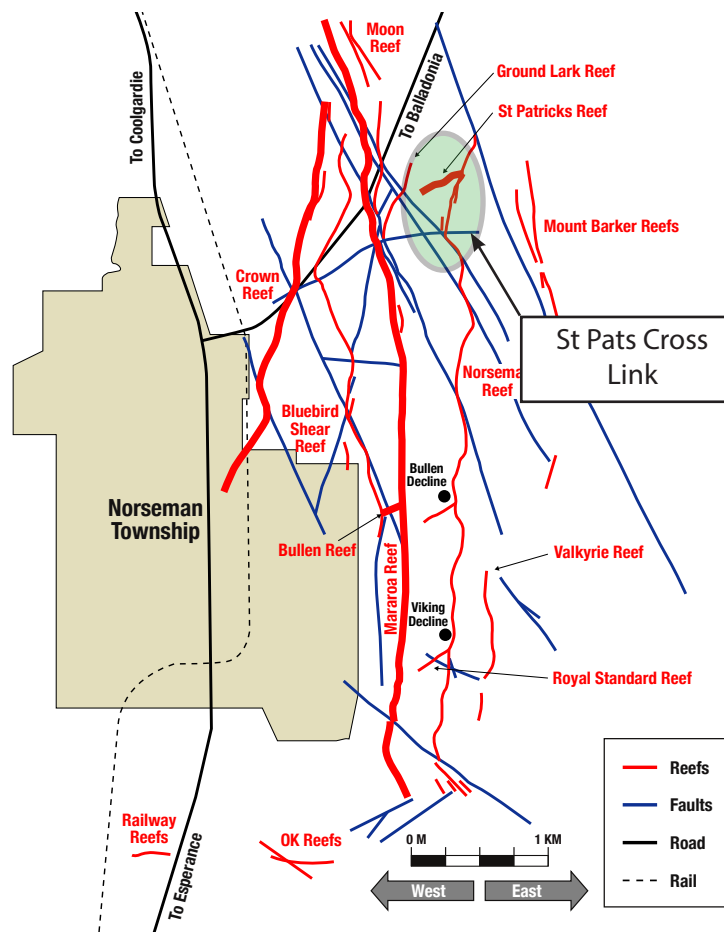 Moon
Reef
To Coolgardie
To Balladonia
Ground Lark Reef
St Patricks Reef
Mount Barker Reefs
Crown
Reef
St Pats Cross
Link
Norsema
Reef
Bluebird
Shear
Reef
Bullen
Decline
Norseman
Township
Bullen Reef
Mararoa Reef
Valkyrie Reef
Viking
Decline
Royal Standard Reef
Railway
Reefs
To Esperance
OK Reefs
0 M
1 KM
West
East
Reefs
Faults
Road
Rail